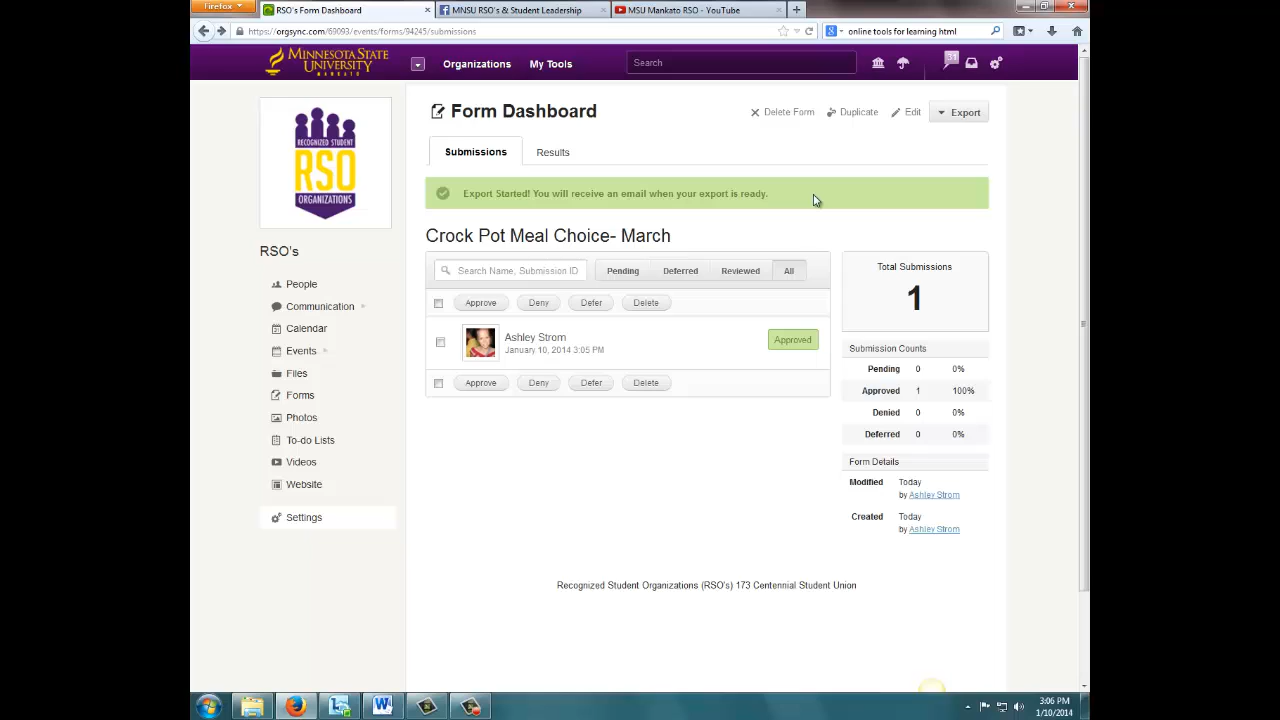 Firefox
RSO's Form Dashboard
MNSU RSO's & Student Leadership
MSU Mankato RSO - YouTube
https://orgsync.com/69093/events/forms/94245/submissions
online tools for learning html
MINNESOTA STATE
UNIVERSITY
MANKATO
Organizations
My Tools
Search
31
RECOGNIZED STUDENT
RSO
ORGANIZATIONS
RSO's
People
Communication
Calendar
Events
Files
Forms
Photos
To-do Lists
Videos
Website
Settings
Form Dashboard
Delete Form
Duplicate
Edit
Export
Submissions
Results
Export Started! You will receive an email when your export is ready.
Crock Pot Meal Choice- March
Search Name, Submission ID
Pending
Deferred
Reviewed
All
Approve
Deny
Defer
Delete
Ashley Strom
January 10, 2014 3:05 PM
Approved
Approve
Deny
Defer
Delete
Total Submissions
1
Submission Counts
Pending 0 0%
Approved 1 100%
Denied 0 0%
Deferred 0 0%
Form Details
Modified Today
by Ashley Strom
Created Today
by Ashley Strom
Recognized Student Organizations (RSO's) 173 Centennial Student Union
3:06 PM
1/10/2014